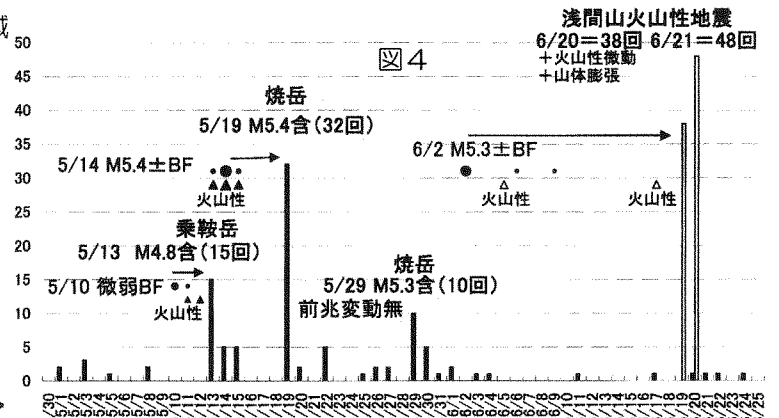 浅間山火山性地震
6/20＝38回 6/21＝48回
＋火山性微動
＋山体膨張
図4
焼岳
5/19 M5.4含(32回)
5/14 M5.4±BF
火山性
6/2 M5.3±BF
火山性
火山性
乗鞍岳
5/13 M4.8含(15回)
5/10 微弱BF
火山性
焼岳
5/29 M5.3含(10回)
前兆変動無
50
45
40
35
30
25
20
15
10
5
0